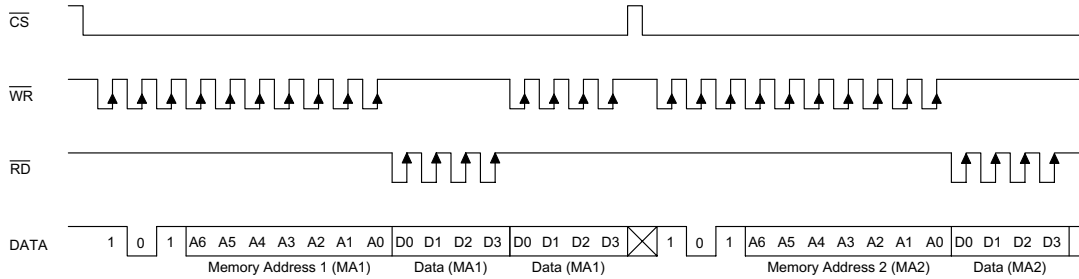 CS
WR
RD
DATA 1 0 1 A6 A5 A4 A3 A2 A1 A0 D0 D1 D2 D3 D0 D1 D2 D3 1 0 1 A6 A5 A4 A3 A2 A1 A0 D0 D1 D2 D3
Memory Address 1 (MA1) Data (MA1) Data (MA1) Memory Address 2 (MA2) Data (MA2)